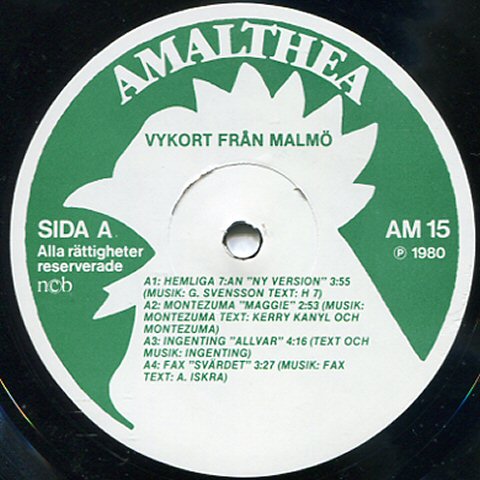 AMALTHEA
VYKORT FRÅN MALMÖ
SIDA A
Alla rättigheter
reserverade
ncb
AM 15
Ⓟ 1980
A1: HEMLIGA 7:AN "NY VERSION" 3:55
(MUSIK: G. SVENSSON TEXT: H 7)
A2: MONTEZUMA "MAGGIE" 2:53 (MUSIK:
MONTEZUMA TEXT: KERRY KANYL OCH
MONTEZUMA)
A3: INGENTING "ALLVAR" 4:16 (TEXT OCH
MUSIK: INGENTING)
A4: FAX "SVÄRDET" 3:27 (MUSIK: FAX
TEXT: A. ISKRA)